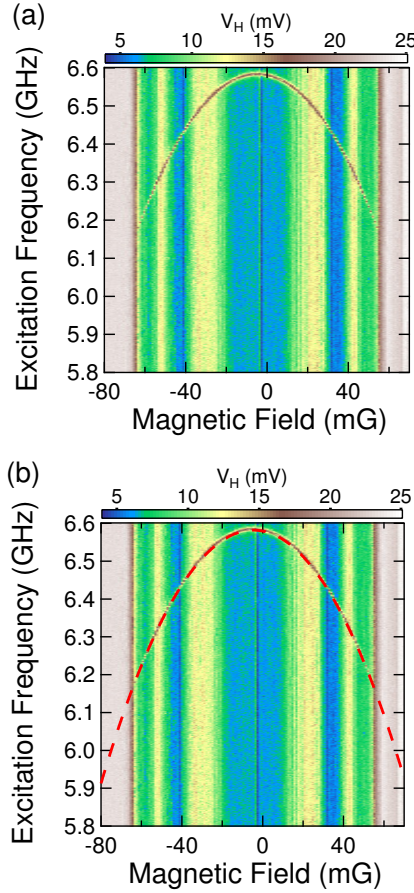 (a)
V_H (mV)
5 10 15 20 25
Excitation Frequency (GHz)
6.6
6.5
6.4
6.3
6.2
6.1
6.0
5.9
5.8
-80 -40 0 40
Magnetic Field (mG)
(b)
V_H (mV)
5 10 15 20 25
Excitation Frequency (GHz)
6.6
6.5
6.4
6.3
6.2
6.1
6.0
5.9
5.8
-80 -40 0 40
Magnetic Field (mG)